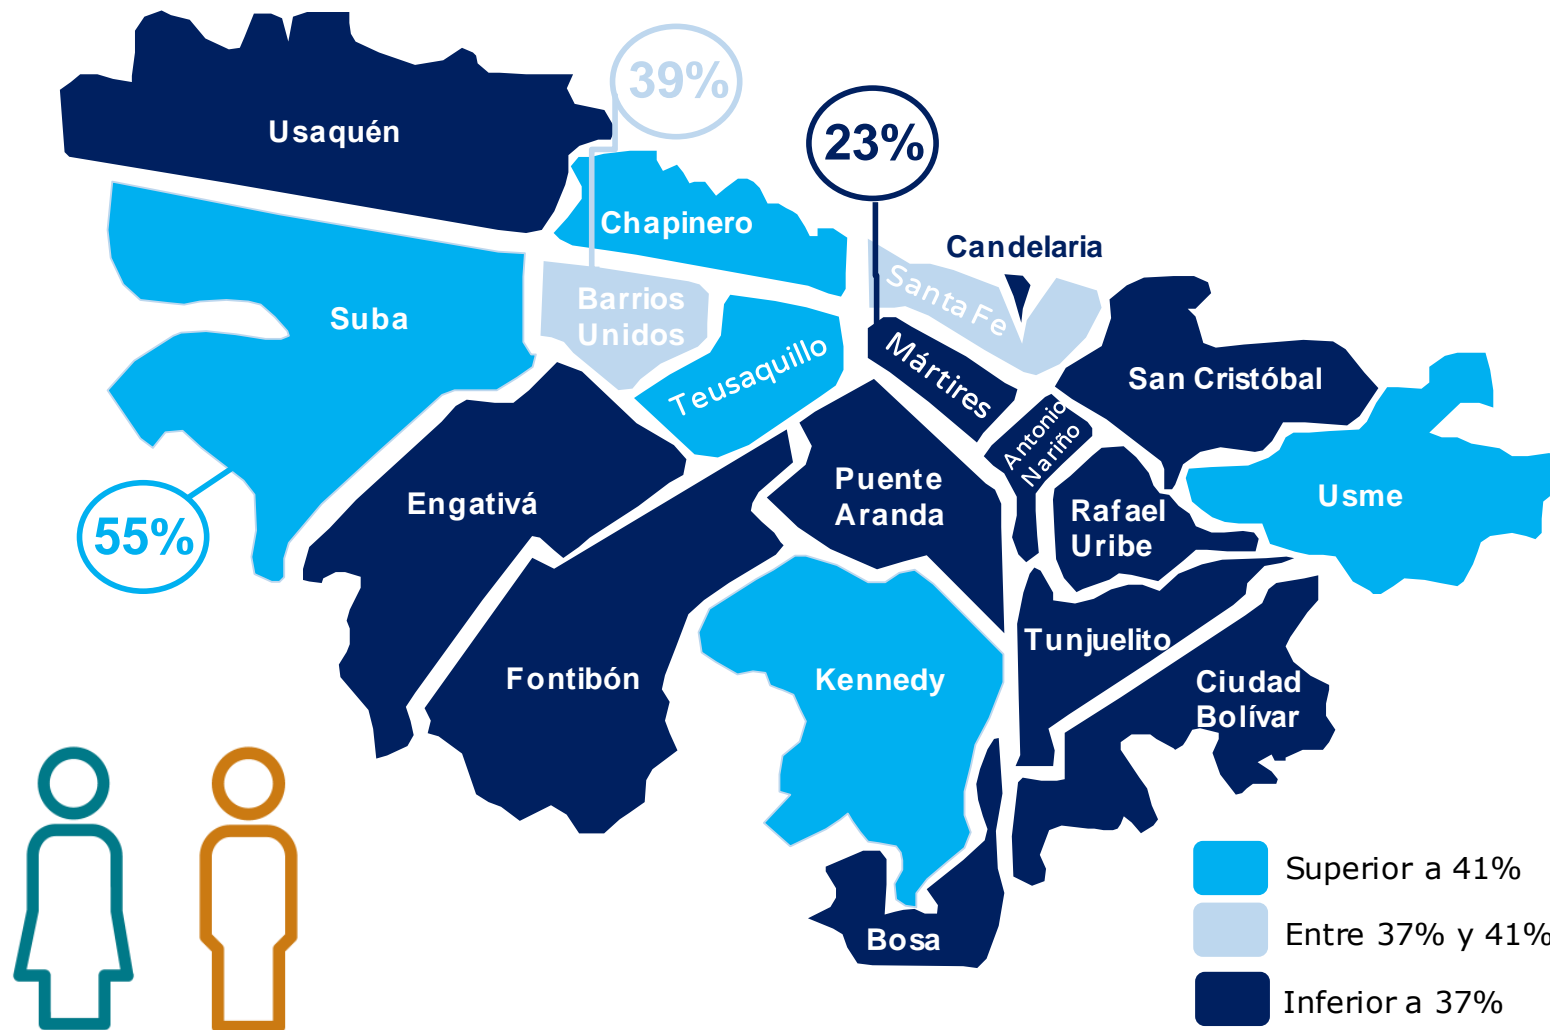 39%
Usaquén
23%
Chapinero
Candelaria
Santa Fe
Barrios
Unidos
Suba
Mártires
Teusaquillo
San Cristóbal
Antonio
Nariño
Puente
Aranda
Engativá
Usme
Rafael
Uribe
55%
Tunjuelito
Fontibón
Kennedy
Ciudad
Bolívar
Superior a 41%
Entre 37% y 41%
Bosa
Inferior a 37%